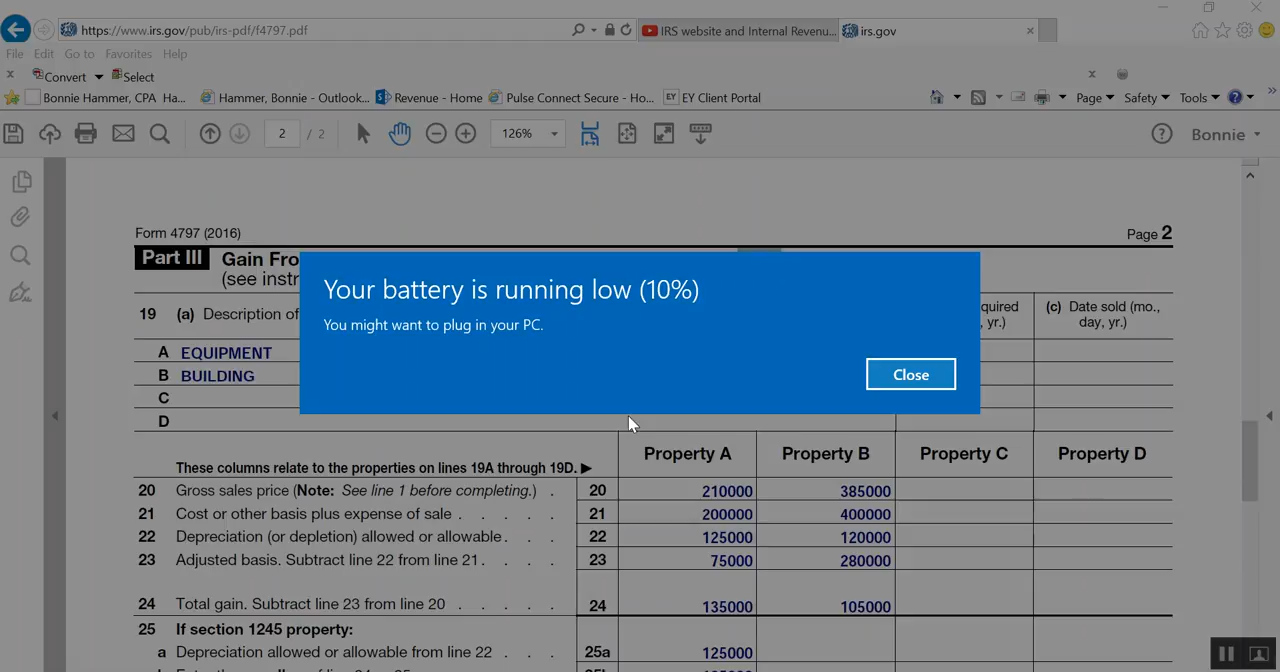 https://www.irs.gov/pub/irs-pdf/f4797.pdf
IRS website and Internal Revenu...
irs.gov
File Edit Go to Favorites Help
x Convert Select x
Bonnie Hammer, CPA Ha... Hammer, Bonnie - Outlook... Revenue - Home Pulse Connect Secure - Ho... EY EY Client Portal
Page Safety Tools
2 / 2 126% Bonnie
Form 4797 (2016) Page 2
Part III Gain Fro
(see instr
19 (a) Description of
quired
, yr.)
(c) Date sold (mo.,
day, yr.)
Your battery is running low (10%)
You might want to plug in your PC.
Close
A EQUIPMENT
B BUILDING
C
D
These columns relate to the properties on lines 19A through 19D. ▶ Property A Property B Property C Property D
20 Gross sales price (Note: See line 1 before completing.) . 20 210000 385000
21 Cost or other basis plus expense of sale . . . . . 21 200000 400000
22 Depreciation (or depletion) allowed or allowable . . . 22 125000 120000
23 Adjusted basis. Subtract line 22 from line 21 . . . . 23 75000 280000
24 Total gain. Subtract line 23 from line 20 . . . . . 24 135000 105000
25 If section 1245 property:
a Depreciation allowed or allowable from line 22 . . . 25a 125000